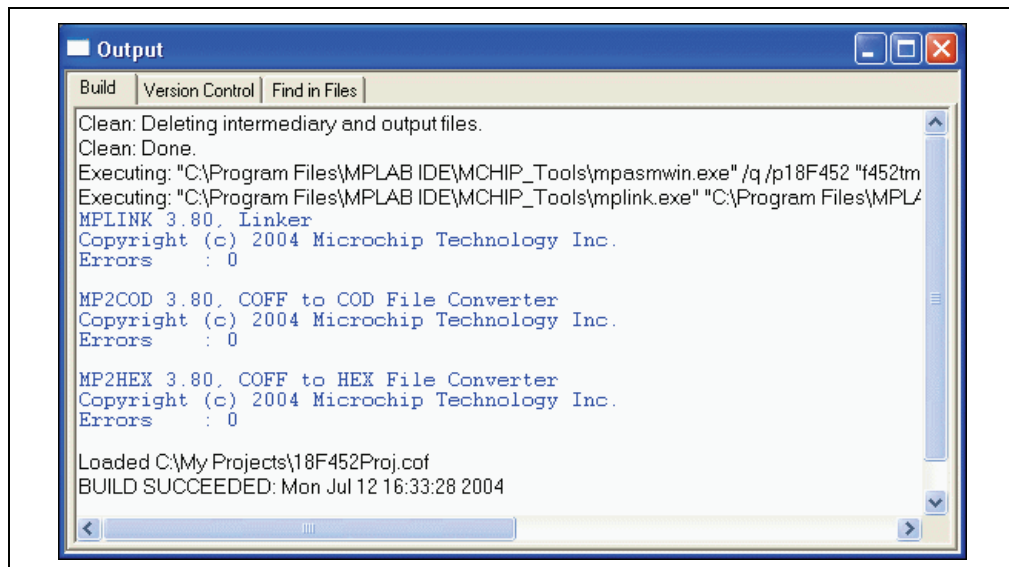 Output
Build Version Control Find in Files
Clean: Deleting intermediary and output files.
Clean: Done.
Executing: "C:\Program Files\MPLAB IDE\MCHIP_Tools\mpasmwin.exe" /q /p18F452 "f452tm
Executing: "C:\Program Files\MPLAB IDE\MCHIP_Tools\mplink.exe" "C:\Program Files\MPLA
MPLINK 3.80, Linker
Copyright (c) 2004 Microchip Technology Inc.
Errors    : 0
MP2COD 3.80, COFF to COD File Converter
Copyright (c) 2004 Microchip Technology Inc.
Errors    : 0
MP2HEX 3.80, COFF to HEX File Converter
Copyright (c) 2004 Microchip Technology Inc.
Errors    : 0
Loaded C:\My Projects\18F452Proj.cof
BUILD SUCCEEDED: Mon Jul 12 16:33:28 2004